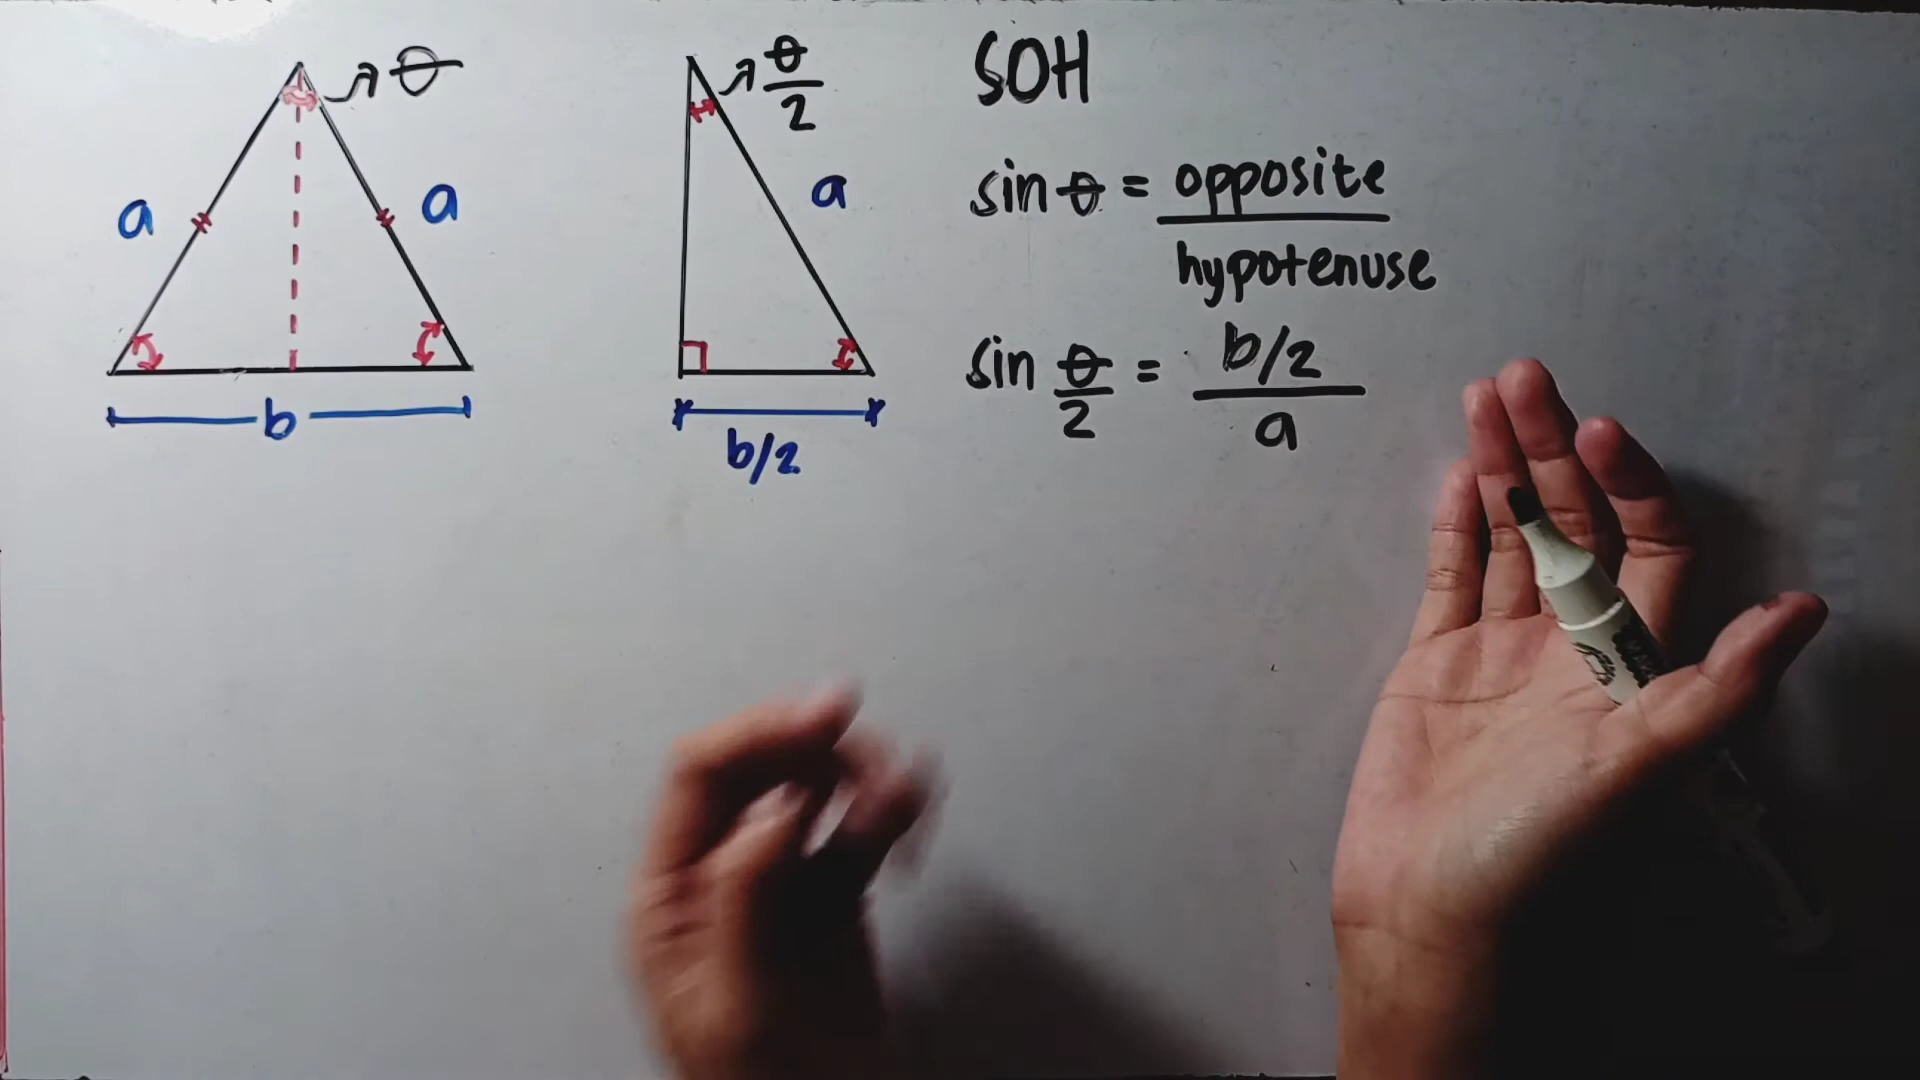 θ
a
a
b
θ/2
a
b/2
SOH
sin θ = opposite
hypotenuse
sin θ/2 = b/2
a